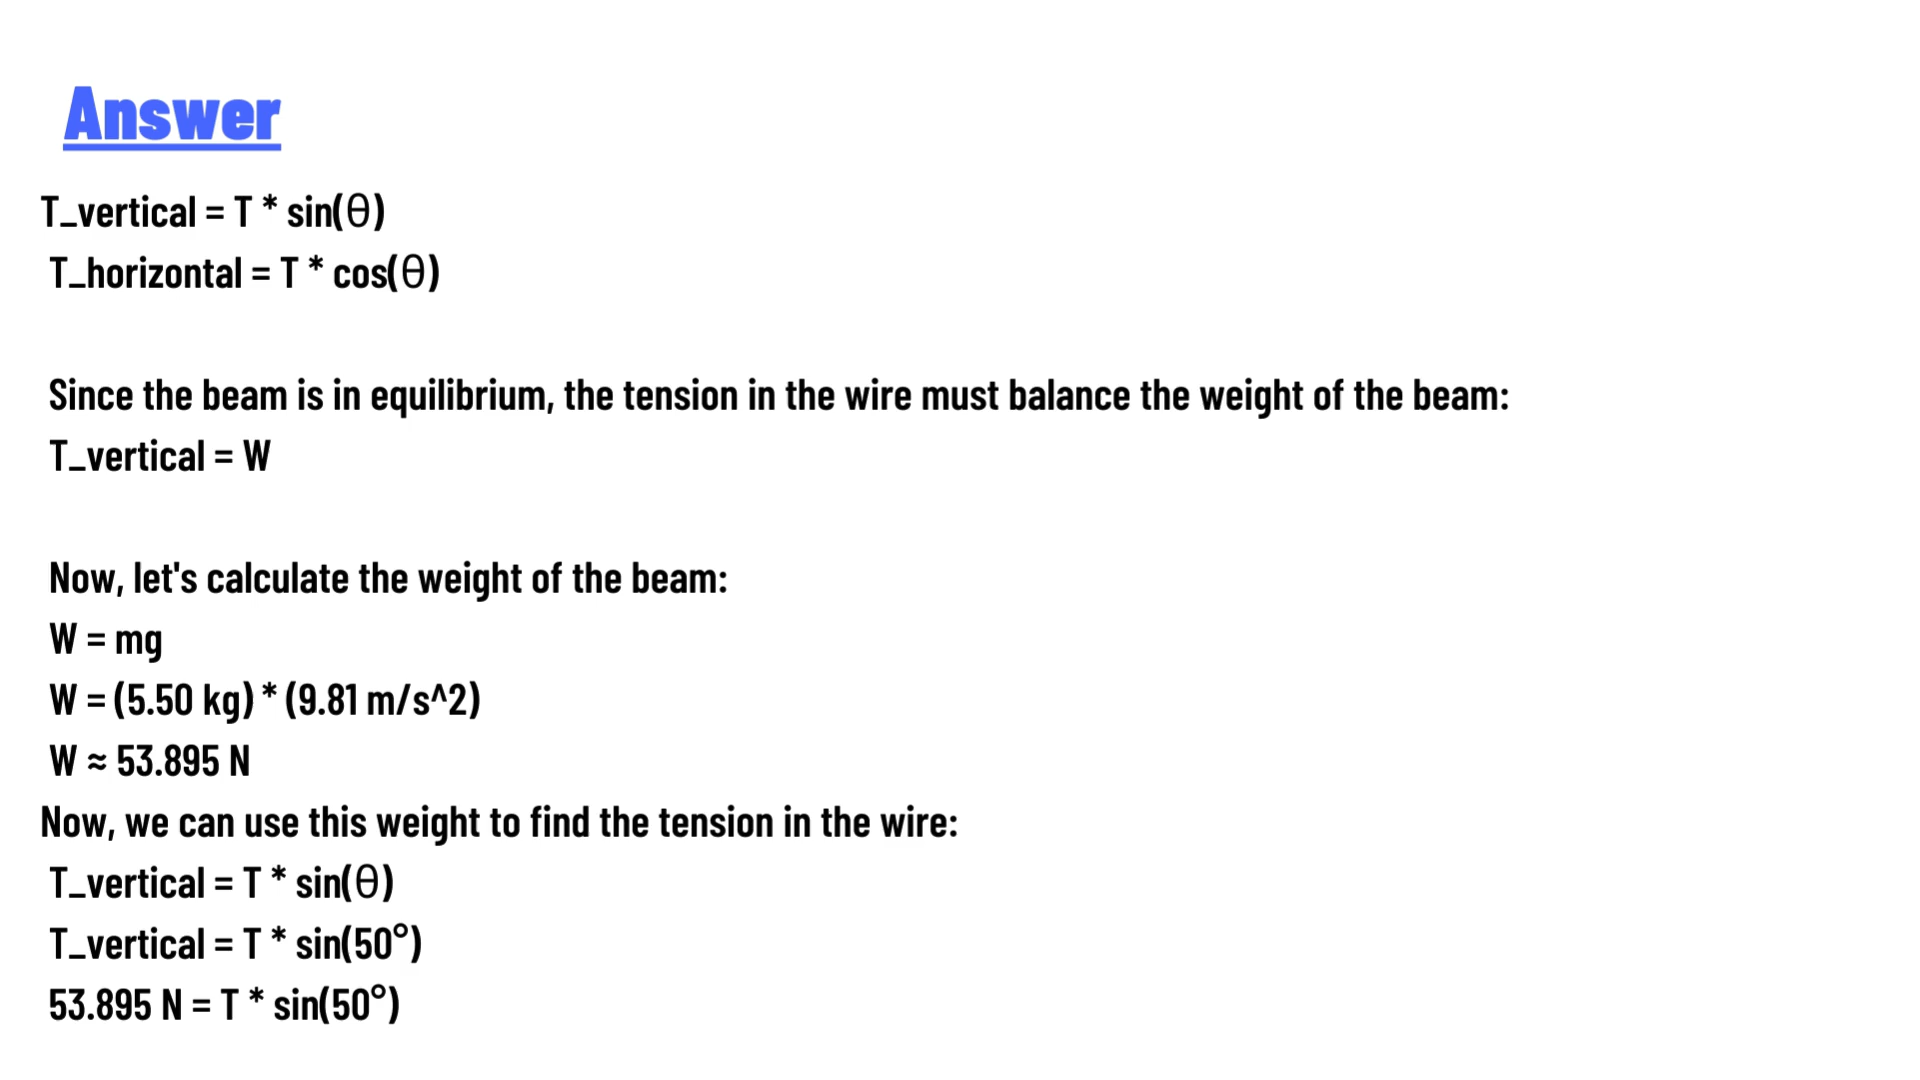 Answer
T_vertical = T * sin(θ)
T_horizontal = T * cos(θ)
Since the beam is in equilibrium, the tension in the wire must balance the weight of the beam:
T_vertical = W
Now, let's calculate the weight of the beam:
W = mg
W = (5.50 kg) * (9.81 m/s^2)
W ≈ 53.895 N
Now, we can use this weight to find the tension in the wire:
T_vertical = T * sin(θ)
T_vertical = T * sin(50°)
53.895 N = T * sin(50°)